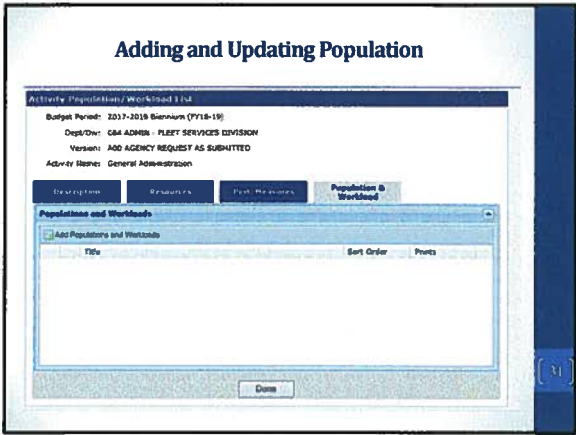 Adding and Updating Population
Activity Population/Workload List
Budget Period: 2017-2019 Biennium (FY18-19)
Dept/Div: GB4 ADMIN - FLEET SERVICES DIVISION
Version: A00 AGENCY REQUEST AS SUBMITTED
Activity Name: General Administration
Description Resources Perf. Measures Population & Workload
Populations and Workloads
Add Populations and Workloads
Title Sort Order Prints
Done
31